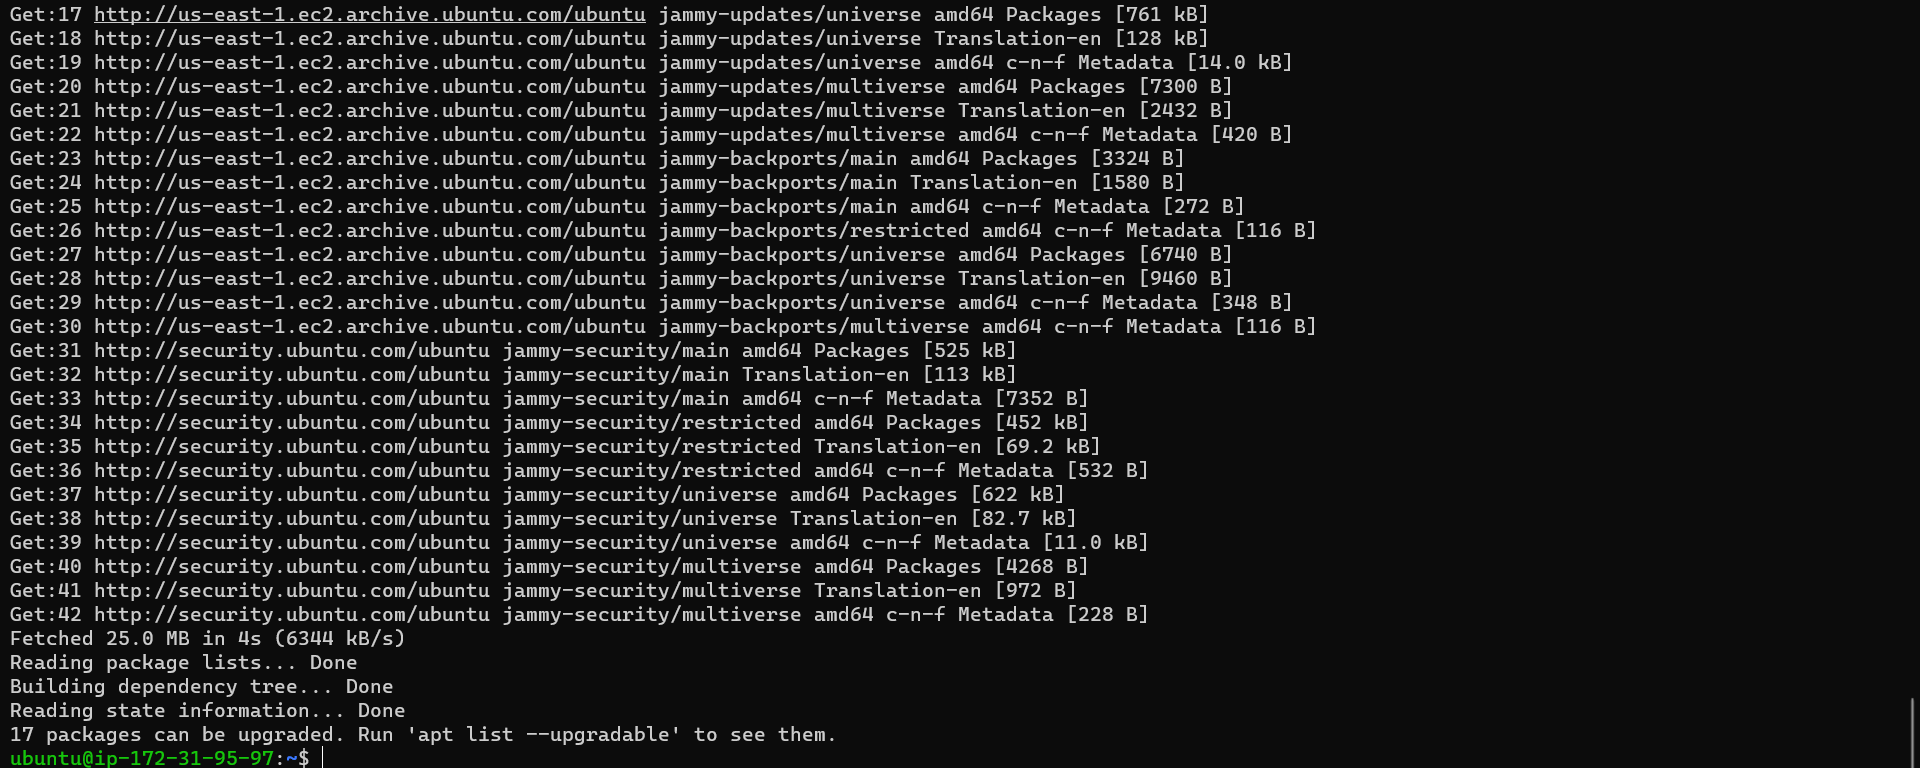 Get:17 http://us-east-1.ec2.archive.ubuntu.com/ubuntu jammy-updates/universe amd64 Packages [761 kB]
Get:18 http://us-east-1.ec2.archive.ubuntu.com/ubuntu jammy-updates/universe Translation-en [128 kB]
Get:19 http://us-east-1.ec2.archive.ubuntu.com/ubuntu jammy-updates/universe amd64 c-n-f Metadata [14.0 kB]
Get:20 http://us-east-1.ec2.archive.ubuntu.com/ubuntu jammy-updates/multiverse amd64 Packages [7300 B]
Get:21 http://us-east-1.ec2.archive.ubuntu.com/ubuntu jammy-updates/multiverse Translation-en [2432 B]
Get:22 http://us-east-1.ec2.archive.ubuntu.com/ubuntu jammy-updates/multiverse amd64 c-n-f Metadata [420 B]
Get:23 http://us-east-1.ec2.archive.ubuntu.com/ubuntu jammy-backports/main amd64 Packages [3324 B]
Get:24 http://us-east-1.ec2.archive.ubuntu.com/ubuntu jammy-backports/main Translation-en [1580 B]
Get:25 http://us-east-1.ec2.archive.ubuntu.com/ubuntu jammy-backports/main amd64 c-n-f Metadata [272 B]
Get:26 http://us-east-1.ec2.archive.ubuntu.com/ubuntu jammy-backports/restricted amd64 c-n-f Metadata [116 B]
Get:27 http://us-east-1.ec2.archive.ubuntu.com/ubuntu jammy-backports/universe amd64 Packages [6740 B]
Get:28 http://us-east-1.ec2.archive.ubuntu.com/ubuntu jammy-backports/universe Translation-en [9460 B]
Get:29 http://us-east-1.ec2.archive.ubuntu.com/ubuntu jammy-backports/universe amd64 c-n-f Metadata [348 B]
Get:30 http://us-east-1.ec2.archive.ubuntu.com/ubuntu jammy-backports/multiverse amd64 c-n-f Metadata [116 B]
Get:31 http://security.ubuntu.com/ubuntu jammy-security/main amd64 Packages [525 kB]
Get:32 http://security.ubuntu.com/ubuntu jammy-security/main Translation-en [113 kB]
Get:33 http://security.ubuntu.com/ubuntu jammy-security/main amd64 c-n-f Metadata [7352 B]
Get:34 http://security.ubuntu.com/ubuntu jammy-security/restricted amd64 Packages [452 kB]
Get:35 http://security.ubuntu.com/ubuntu jammy-security/restricted Translation-en [69.2 kB]
Get:36 http://security.ubuntu.com/ubuntu jammy-security/restricted amd64 c-n-f Metadata [532 B]
Get:37 http://security.ubuntu.com/ubuntu jammy-security/universe amd64 Packages [622 kB]
Get:38 http://security.ubuntu.com/ubuntu jammy-security/universe Translation-en [82.7 kB]
Get:39 http://security.ubuntu.com/ubuntu jammy-security/universe amd64 c-n-f Metadata [11.0 kB]
Get:40 http://security.ubuntu.com/ubuntu jammy-security/multiverse amd64 Packages [4268 B]
Get:41 http://security.ubuntu.com/ubuntu jammy-security/multiverse Translation-en [972 B]
Get:42 http://security.ubuntu.com/ubuntu jammy-security/multiverse amd64 c-n-f Metadata [228 B]
Fetched 25.0 MB in 4s (6344 kB/s)
Reading package lists... Done
Building dependency tree... Done
Reading state information... Done
17 packages can be upgraded. Run 'apt list --upgradable' to see them.
ubuntu@ip-172-31-95-97:~$